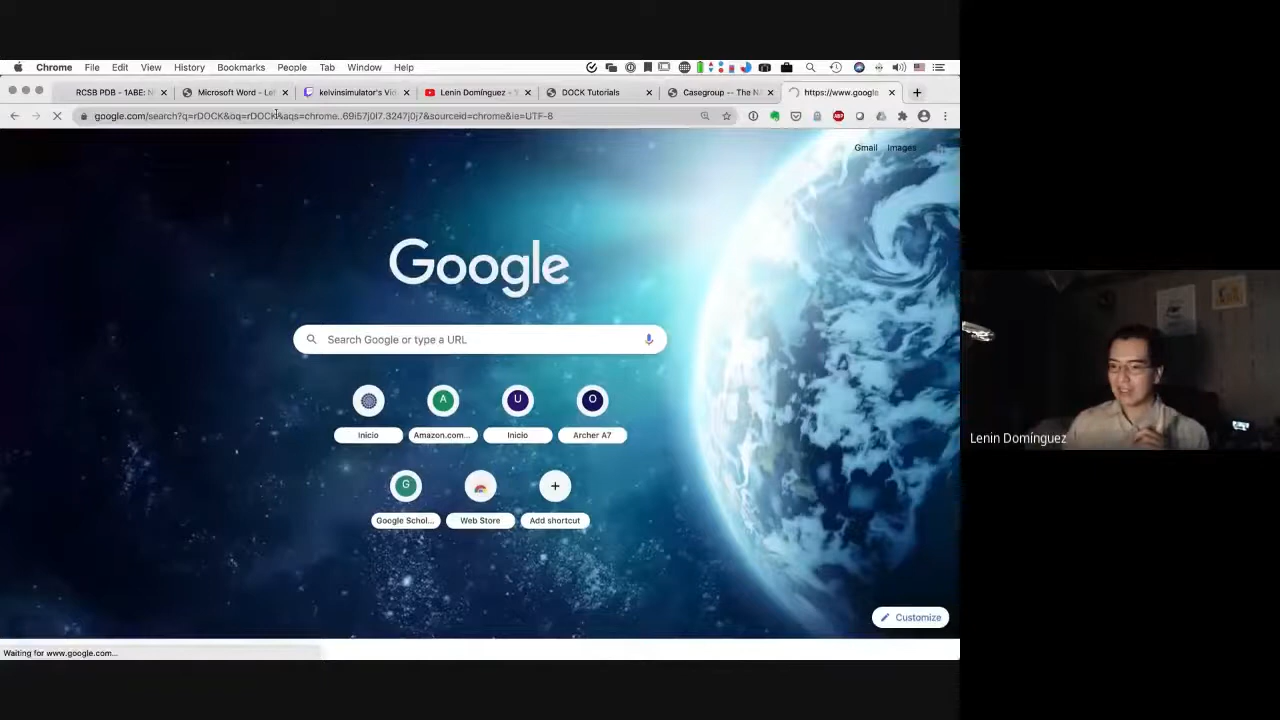 Chrome File Edit View History Bookmarks People Tab Window Help
RCSB PDB - 1ABE: N Microsoft Word - Le kelvinsimulator's Vid Lenin Domínguez - DOCK Tutorials Casegroup -- The N https://www.google
google.com/search?q=rDOCK&oq=rDOCK&aqs=chrome..69i57j0l7.3247j0j7&sourceid=chrome&ie=UTF-8
ABP
Gmail Images
Google
Search Google or type a URL
A U O
Inicio Amazon.com... Inicio Archer A7
G
Google Schol... Web Store Add shortcut
Customize
Waiting for www.google.com...
Lenin Domínguez